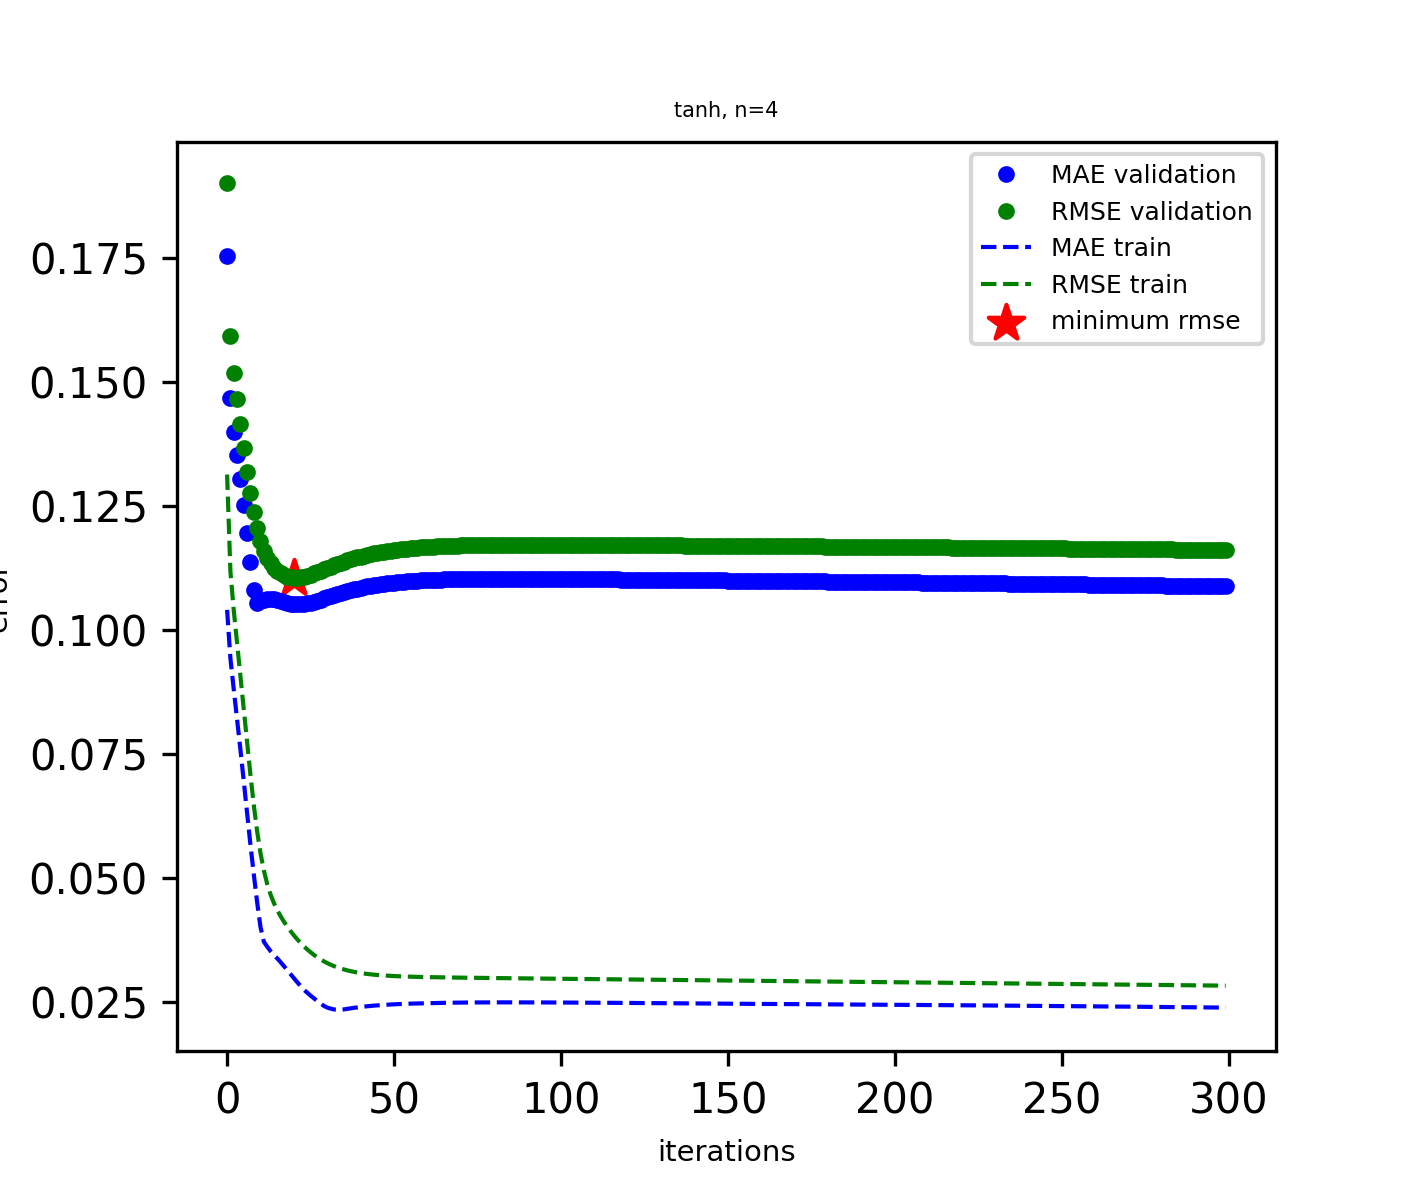 tanh, n=4
MAE validation
RMSE validation
MAE train
RMSE train
minimum rmse
0.175
0.150
0.125
0.100
0.075
0.050
0.025
0 50 100 150 200 250 300
iterations